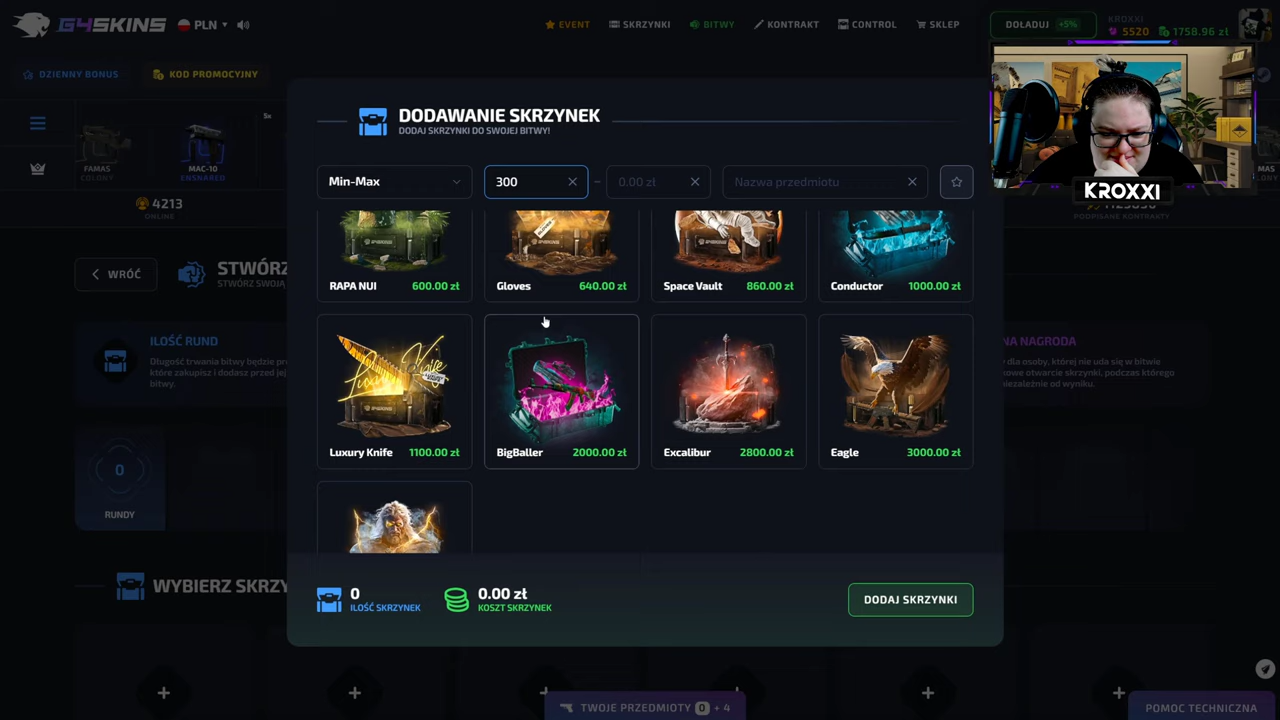 G4SKINS
PLN
EVENT
SKRZYNKI
BITWY
KONTRAKT
CONTROL
SKLEP
DOŁADUJ +5%
KROXXI
5520 1758.96 zł
DZIENNY BONUS
KOD PROMOCYJNY
5x
FAMAS
COLONY
MAC-10
ENSNARED
4213
ONLINE
PODPISANE KONTRAKTY
KROXXI
DODAWANIE SKRZYNEK
DODAJ SKRZYNKI DO SWOJEJ BITWY!
Min-Max
300
–
0.00 zł
Nazwa przedmiotu
WRÓĆ
RAPA NUI 600.00 zł
Gloves 640.00 zł
Space Vault 860.00 zł
Conductor 1000.00 zł
ILOŚĆ RUND
Luxury Knife 1100.00 zł
BigBaller 2000.00 zł
Excalibur 2800.00 zł
Eagle 3000.00 zł
0
RUNDY
0
ILOŚĆ SKRZYNEK
0.00 zł
KOSZT SKRZYNEK
DODAJ SKRZYNKI
TWOJE PRZEDMIOTY 0 + 4
POMOC TECHNICZNA